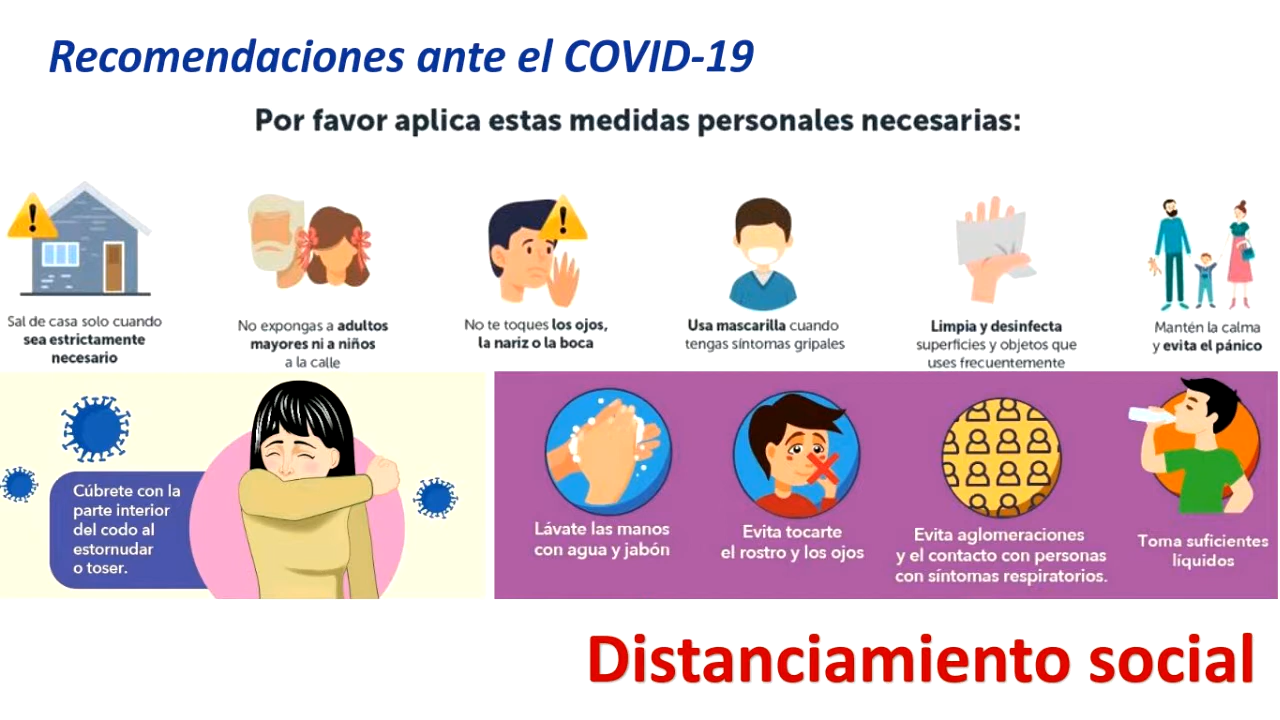 Recomendaciones ante el COVID-19
Por favor aplica estas medidas personales necesarias:
Sal de casa solo cuando
sea estrictamente
necesario
No expongas a adultos
mayores ni a niños
a la calle
No te toques los ojos,
la nariz o la boca
Usa mascarilla cuando
tengas síntomas gripales
Limpia y desinfecta
superficies y objetos que
uses frecuentemente
Mantén la calma
y evita el pánico
Cúbrete con la
parte interior
del codo al
estornudar
o toser.
Lávate las manos
con agua y jabón
Evita tocarte
el rostro y los ojos
Evita aglomeraciones
y el contacto con personas
con síntomas respiratorios.
Toma suficientes
líquidos
Distanciamiento social